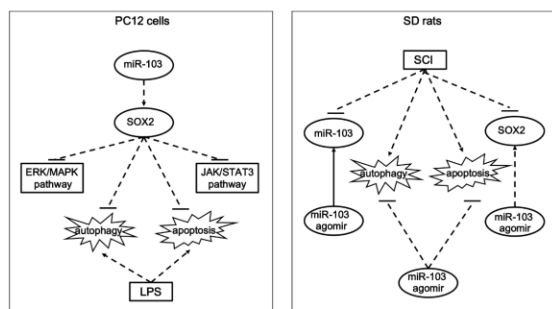 PC12 cells
miR-103
SOX2
ERK/MAPK
pathway
JAK/STAT3
pathway
autophagy
apoptosis
LPS
SD rats
SCI
miR-103
SOX2
autophagy
apoptosis
miR-103
agomir
miR-103
agomir
miR-103
agomir